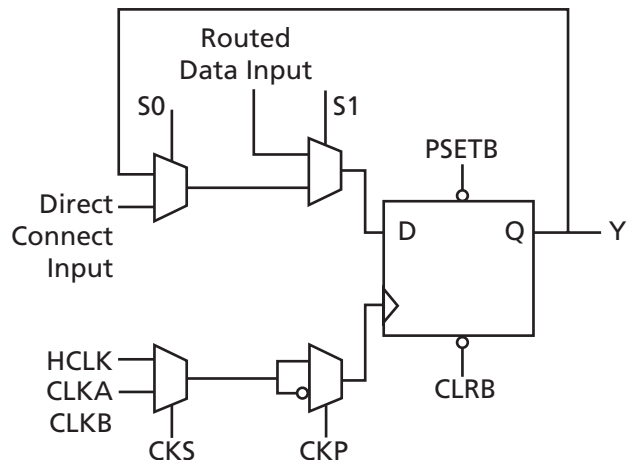 Routed
Data Input
S0
S1
PSETB
Direct
Connect
Input
D
Q
Y
HCLK
CLKA
CLKB
CLRB
CKS
CKP